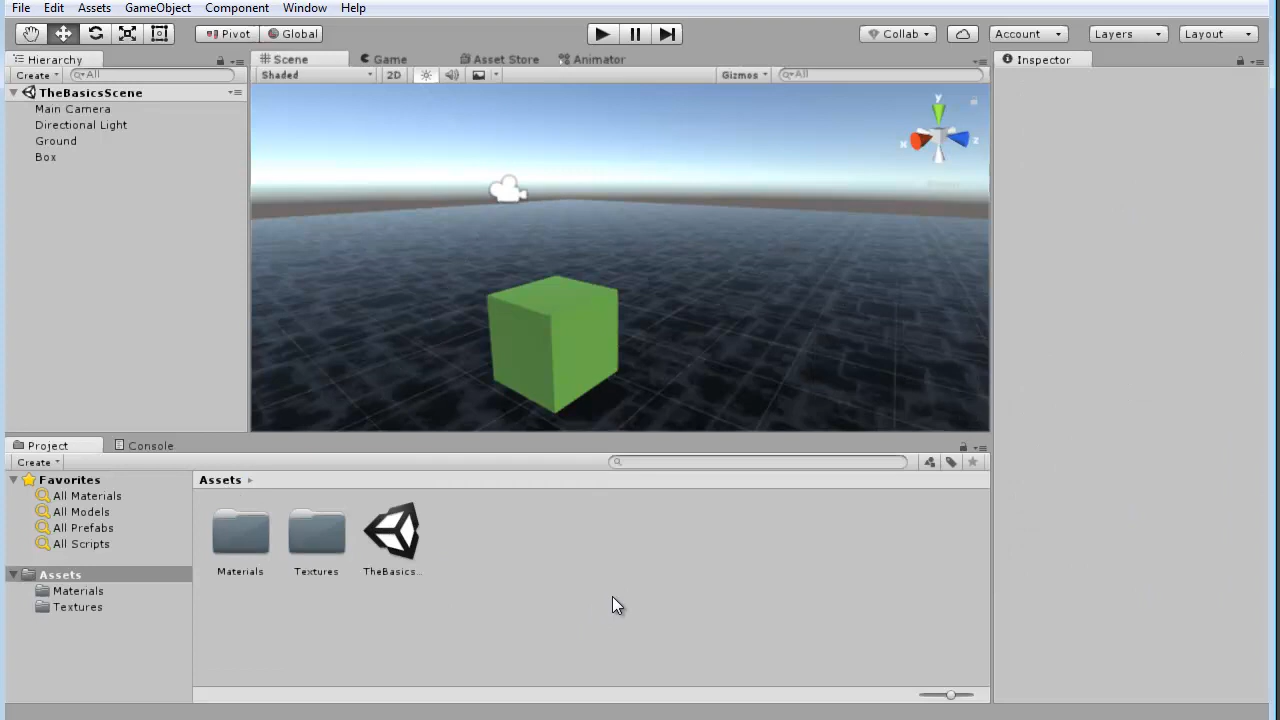 File Edit Assets GameObject Component Window Help
Pivot Global Collab Account Layers Layout
Hierarchy Scene Game Asset Store Animator Inspector
Create All Shaded 2D Gizmos All
TheBasicsScene
Main Camera
Directional Light
Ground
Box
y
x z
Project Console
Create
Favorites Assets
All Materials
All Models
All Prefabs
All Scripts
Materials Textures TheBasics...
Assets
Materials
Textures